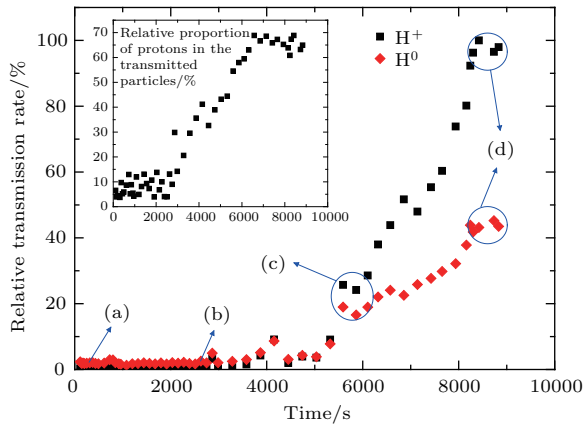 Relative transmission rate/%
100
80
60
40
20
0
0
2000
4000
6000
8000
10000
Time/s
H+
H0
(a)
(b)
(c)
(d)
Relative proportion
of protons in the
transmitted
particles/%
70
60
50
40
30
20
10
0
0
2000
4000
6000
8000
10000